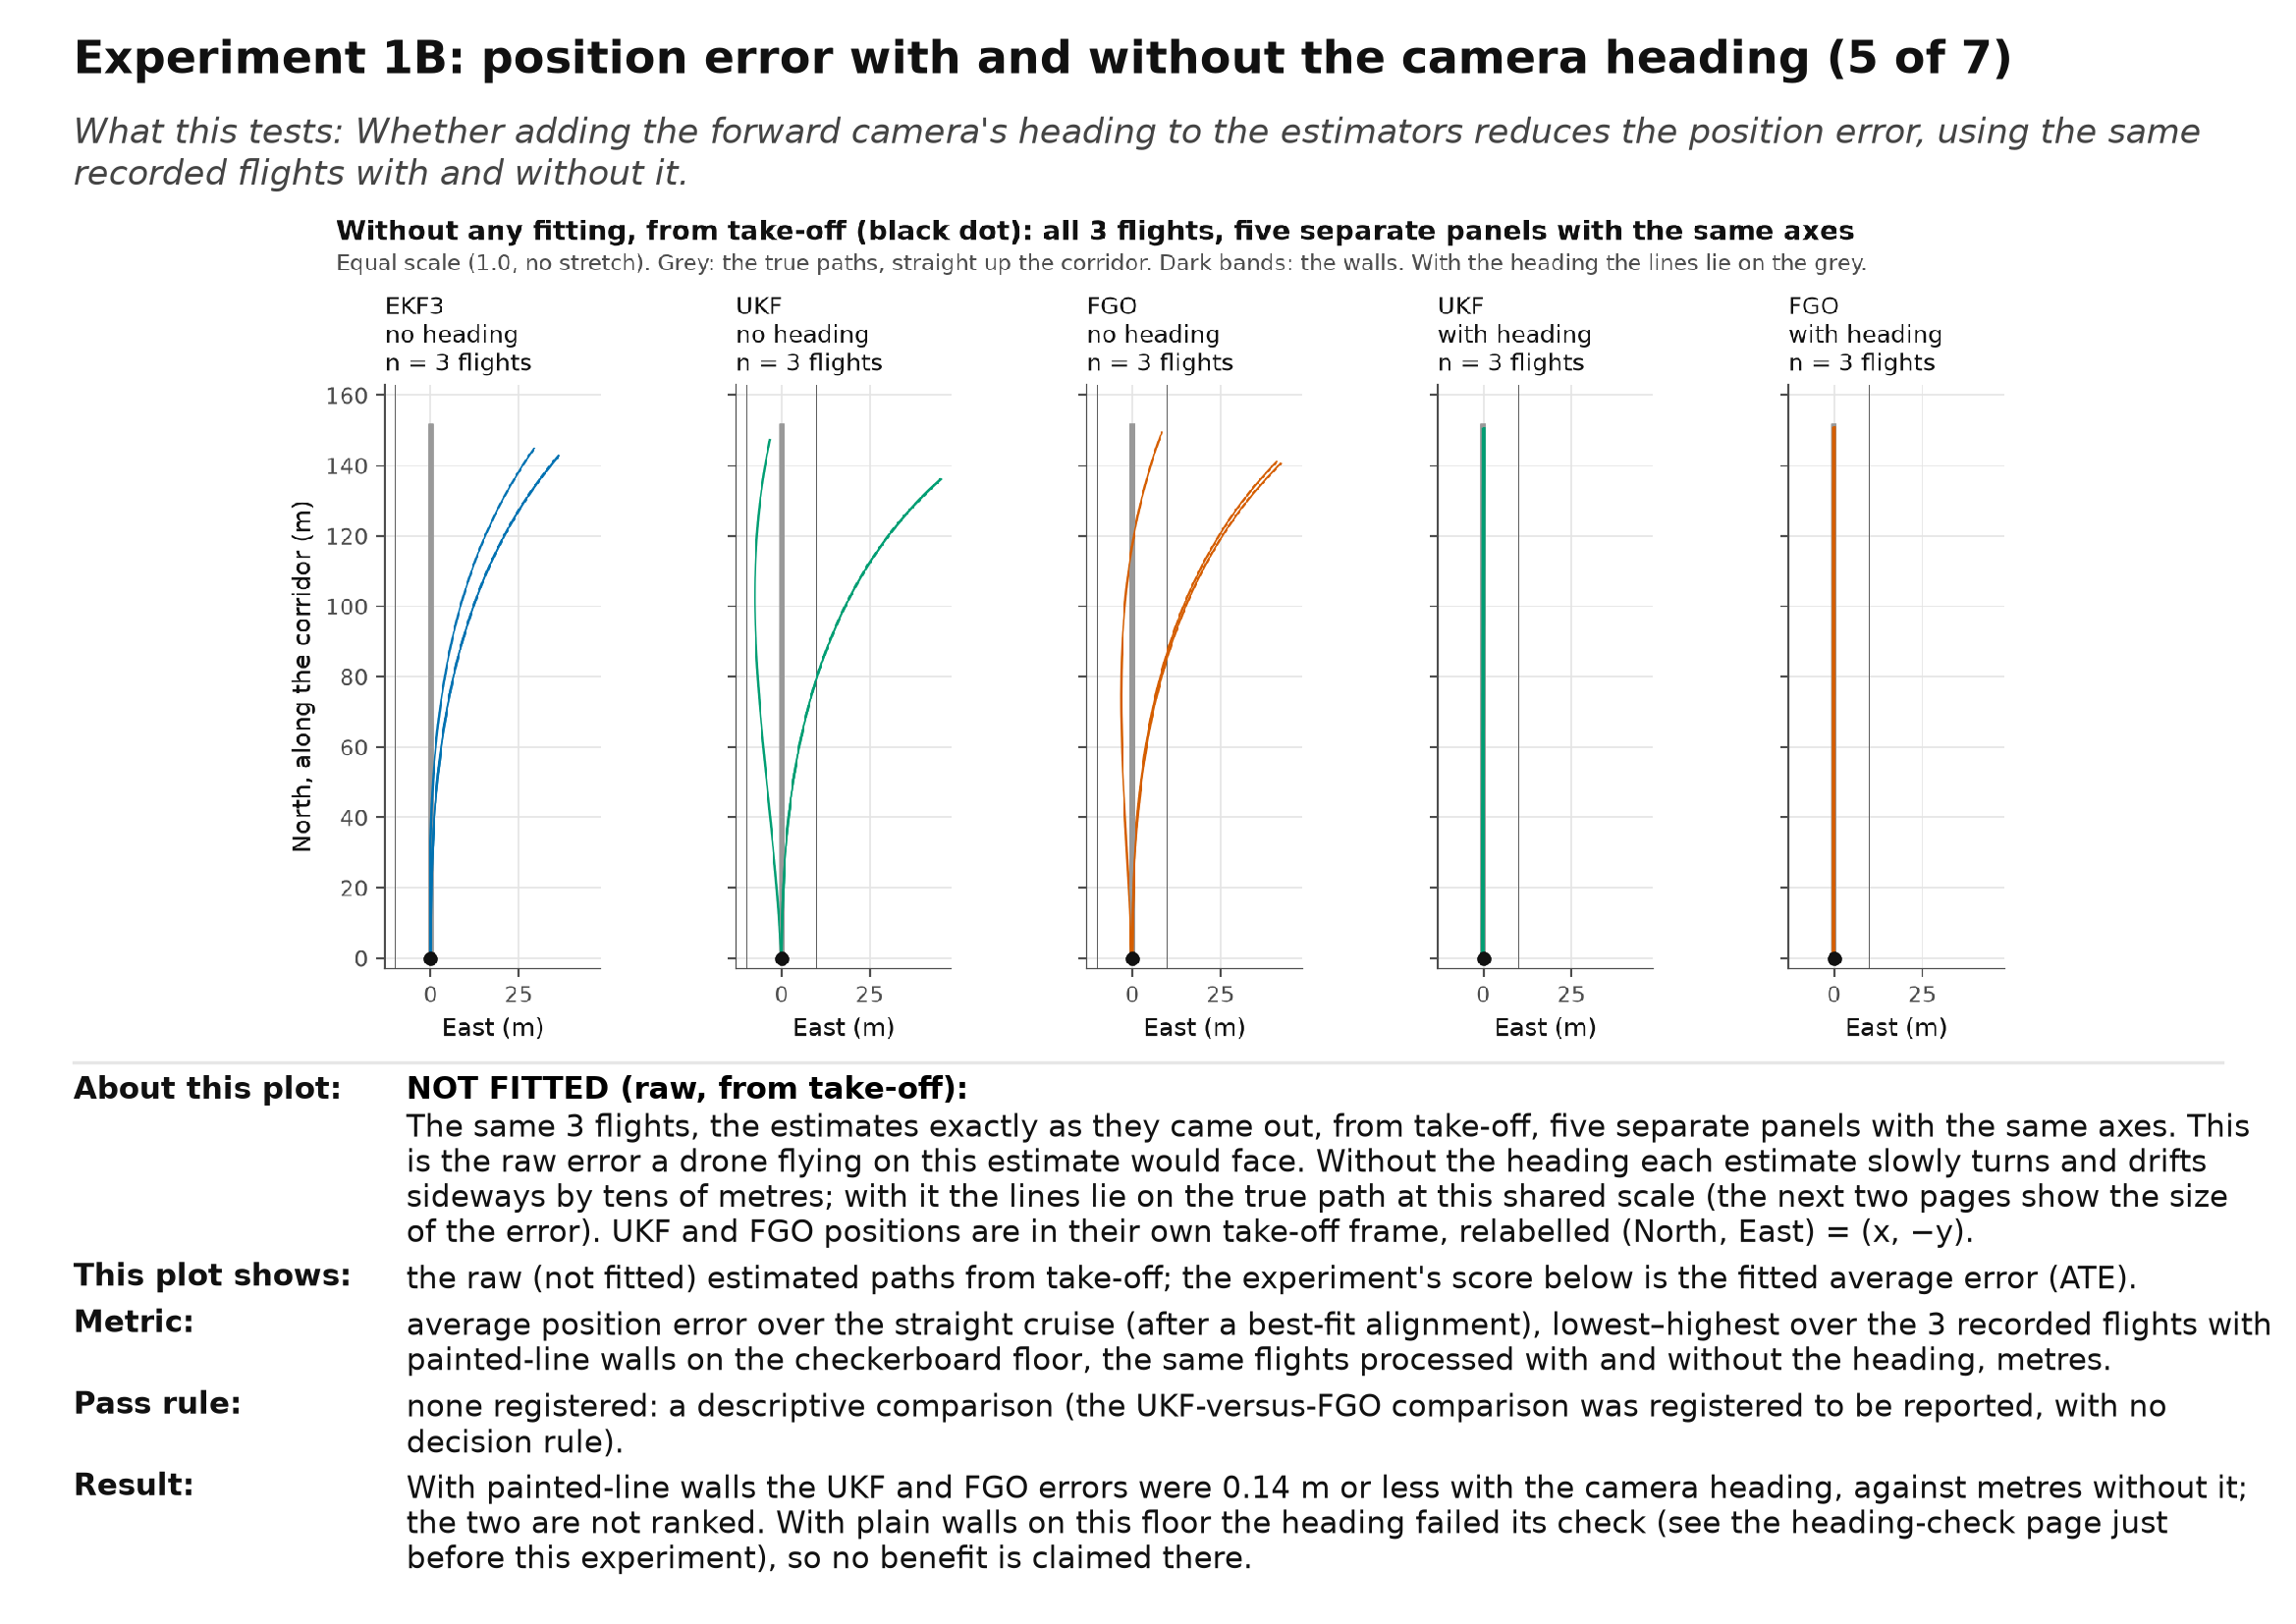 Experiment 1B: position error with and without the camera heading (5 of 7)
What this tests: Whether adding the forward camera's heading to the estimators reduces the position error, using the same
recorded flights with and without it.
Without any fitting, from take-off (black dot): all 3 flights, five separate panels with the same axes
Equal scale (1.0, no stretch). Grey: the true paths, straight up the corridor. Dark bands: the walls. With the heading the lines lie on the grey.
EKF3
no heading
n = 3 flights
UKF
no heading
n = 3 flights
FGO
no heading
n = 3 flights
UKF
with heading
n = 3 flights
FGO
with heading
n = 3 flights
North, along the corridor (m)
160
140
120
100
80
60
40
20
0
0 25
0 25
0 25
0 25
0 25
East (m)
East (m)
East (m)
East (m)
East (m)
About this plot:
NOT FITTED (raw, from take-off):
The same 3 flights, the estimates exactly as they came out, from take-off, five separate panels with the same axes. This
is the raw error a drone flying on this estimate would face. Without the heading each estimate slowly turns and drifts
sideways by tens of metres; with it the lines lie on the true path at this shared scale (the next two pages show the size
of the error). UKF and FGO positions are in their own take-off frame, relabelled (North, East) = (x, −y).
This plot shows:
the raw (not fitted) estimated paths from take-off; the experiment's score below is the fitted average error (ATE).
Metric:
average position error over the straight cruise (after a best-fit alignment), lowest–highest over the 3 recorded flights with
painted-line walls on the checkerboard floor, the same flights processed with and without the heading, metres.
Pass rule:
none registered: a descriptive comparison (the UKF-versus-FGO comparison was registered to be reported, with no
decision rule).
Result:
With painted-line walls the UKF and FGO errors were 0.14 m or less with the camera heading, against metres without it;
the two are not ranked. With plain walls on this floor the heading failed its check (see the heading-check page just
before this experiment), so no benefit is claimed there.